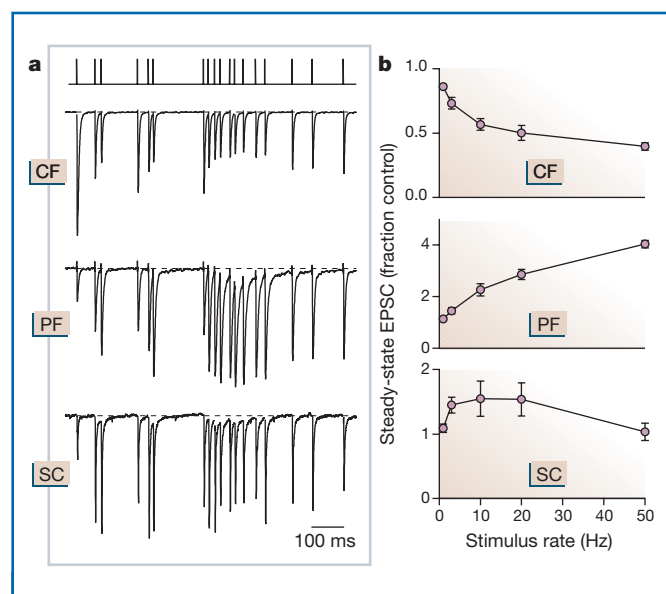 a
CF
PF
SC
100 ms
b
Steady-state EPSC (fraction control)
1.0
0.5
0.0
CF
4
2
0
PF
2
1
0
SC
0 10 20 30 40 50
Stimulus rate (Hz)